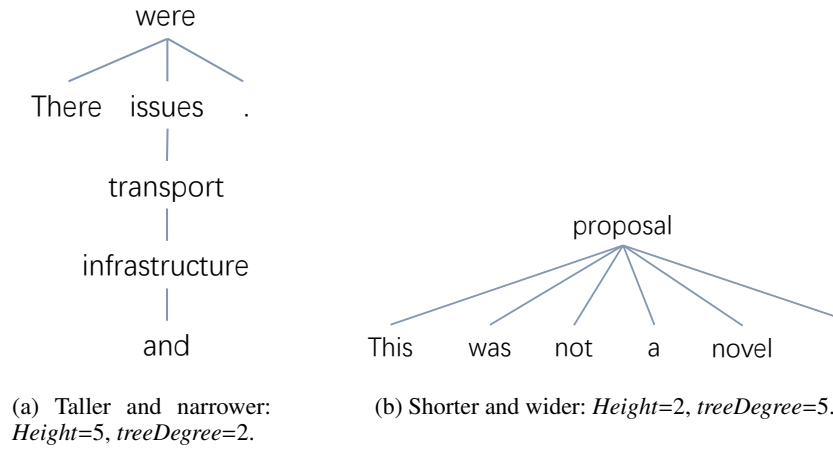 were
There issues .
transport
infrastructure
and
proposal
This was not a novel
(a) Taller and narrower:
Height=5, treeDegree=2.
(b) Shorter and wider: Height=2, treeDegree=5.